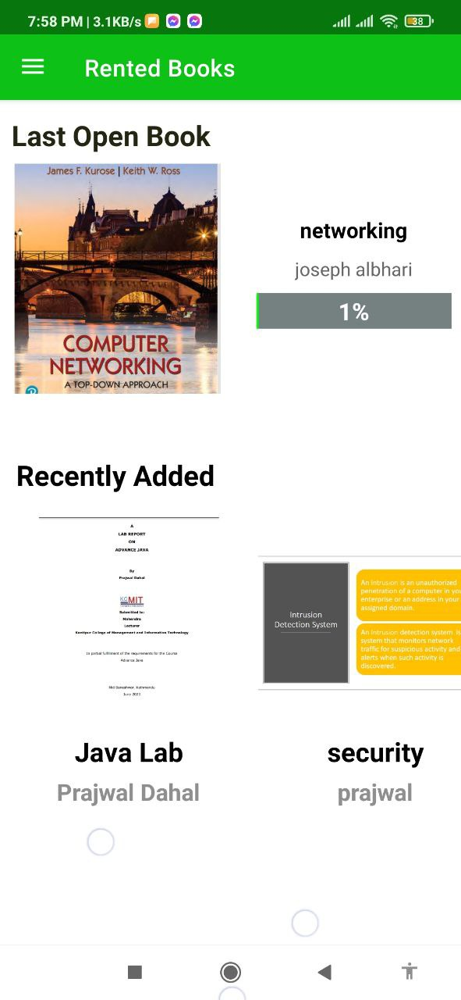 7:58 PM | 3.1KB/s
38
Rented Books
Last Open Book
James F. Kurose | Keith W. Ross
COMPUTER
NETWORKING
A TOP-DOWN APPROACH
networking
joseph albhari
1%
Recently Added
A
LAB REPORT
ON
ADVANCE JAVA
By
Prajwal Dahal
KCMIT
Submitted to:
Mahendra
Lecturer
Kantipur College of Management and Information Technology
In partial fulfilment of the requirements for the Course
Advance Java
Mid Baneshwor, Kathmandu
June 2023
Intrusion
Detection System
An Intrusion is an unauthorized
penetration of a computer in you
enterprise or an address in your
assigned domain.
An Intrusion detection system is
system that monitors network
traffic for suspicious activity and
alerts when such activity is
discovered.
Java Lab
Prajwal Dahal
security
prajwal